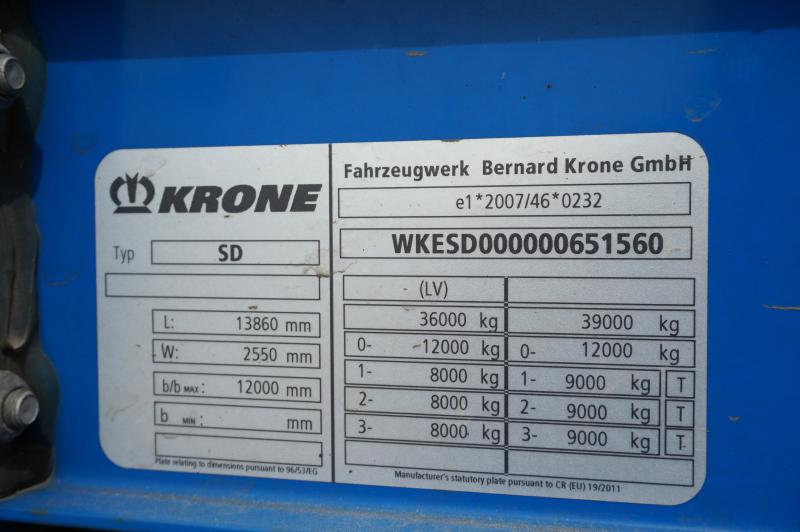 KRONE
Typ SD
L: 13860 mm
W: 2550 mm
b/b MAX: 12000 mm
b MIN: mm
Plate relating to dimensions pursuant to 96/53/EG
Fahrzeugwerk Bernard Krone GmbH
e1*2007/46*0232
WKESD000000651560
(LV)
36000 kg 39000 kg
0- 12000 kg 0- 12000 kg
1- 8000 kg 1- 9000 kg T
2- 8000 kg 2- 9000 kg T
3- 8000 kg 3- 9000 kg T
Manufacturer's statutory plate pursuant to CR (EU) 19/2011